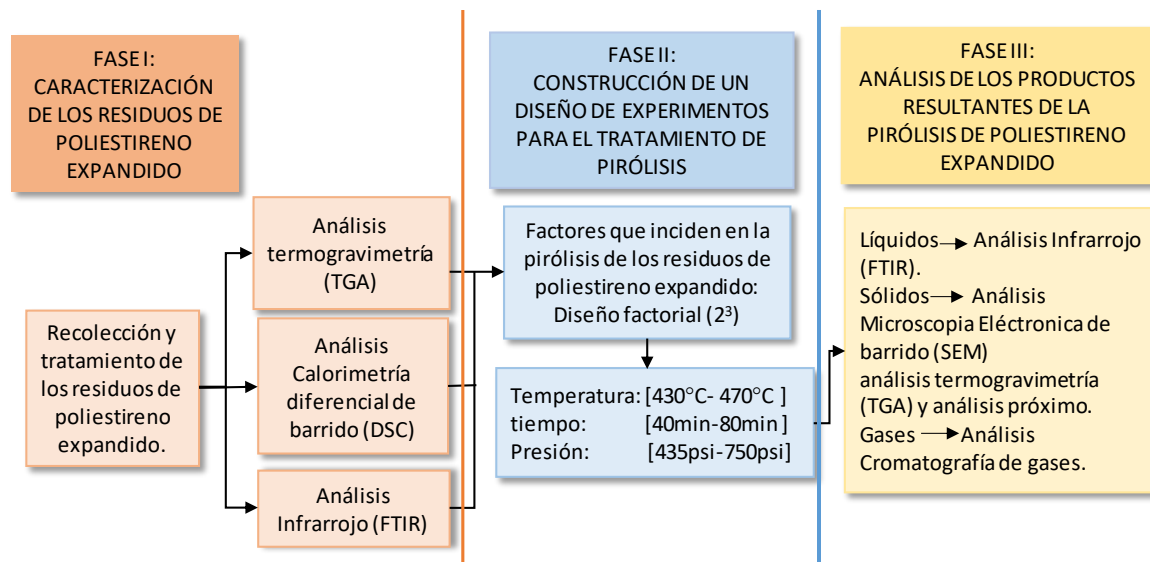 FASE I:
CARACTERIZACIÓN
DE LOS RESIDUOS DE
POLIESTIRENO
EXPANDIDO
Recolección y
tratamiento de
los residuos de
poliestireno
expandido.
Análisis
termogravimetría
(TGA)
Análisis
Calorimetría
diferencial de
barrido (DSC)
Análisis
Infrarrojo (FTIR)
FASE II:
CONSTRUCCIÓN DE UN
DISEÑO DE EXPERIMENTOS
PARA EL TRATAMIENTO DE
PIRÓLISIS
Factores que inciden en la
pirólisis de los residuos de
poliestireno expandido:
Diseño factorial (2³)
Temperatura: [430°C- 470°C ]
tiempo: [40min-80min ]
Presión: [435psi-750psi]
FASE III:
ANÁLISIS DE LOS PRODUCTOS
RESULTANTES DE LA
PIRÓLISIS DE POLIESTIRENO
EXPANDIDO
Líquidos → Análisis Infrarrojo
(FTIR).
Sólidos → Análisis
Microscopia Eléctronica de
barrido (SEM)
análisis termogravimetría
(TGA) y análisis próximo.
Gases → Análisis
Cromatografía de gases.